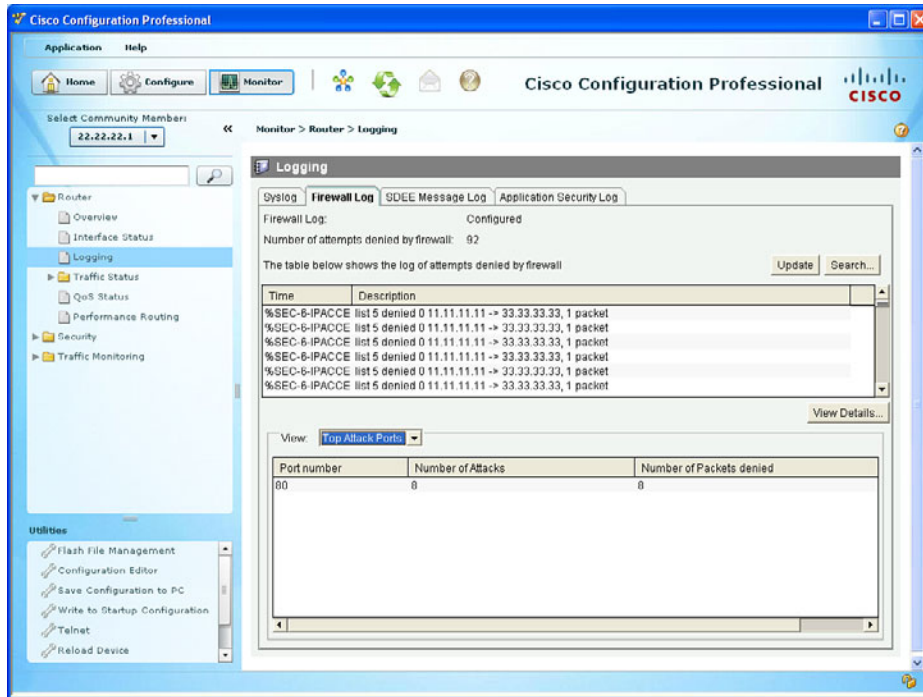 Cisco Configuration Professional
Application Help
Home Configure Monitor Cisco Configuration Professional CISCO
Select Community Member:
22.22.22.1
Monitor > Router > Logging
Router
Overview
Interface Status
Logging
Traffic Status
QoS Status
Performance Routing
Security
Traffic Monitoring
Utilities
Flash File Management
Configuration Editor
Save Configuration to PC
Write to Startup Configuration
Telnet
Reload Device
Logging
Syslog Firewall Log SDEE Message Log Application Security Log
Firewall Log: Configured
Number of attempts denied by firewall: 92
The table below shows the log of attempts denied by firewall Update Search...
Time Description
%SEC-6-IPACCE list 5 denied 0 11.11.11.11 -> 33.33.33.33, 1 packet
%SEC-6-IPACCE list 5 denied 0 11.11.11.11 -> 33.33.33.33, 1 packet
%SEC-6-IPACCE list 5 denied 0 11.11.11.11 -> 33.33.33.33, 1 packet
%SEC-6-IPACCE list 5 denied 0 11.11.11.11 -> 33.33.33.33, 1 packet
%SEC-6-IPACCE list 5 denied 0 11.11.11.11 -> 33.33.33.33, 1 packet
%SEC-6-IPACCE list 5 denied 0 11.11.11.11 -> 33.33.33.33, 1 packet
View Details...
View: Top Attack Ports
Port number Number of Attacks Number of Packets denied
80 8 8